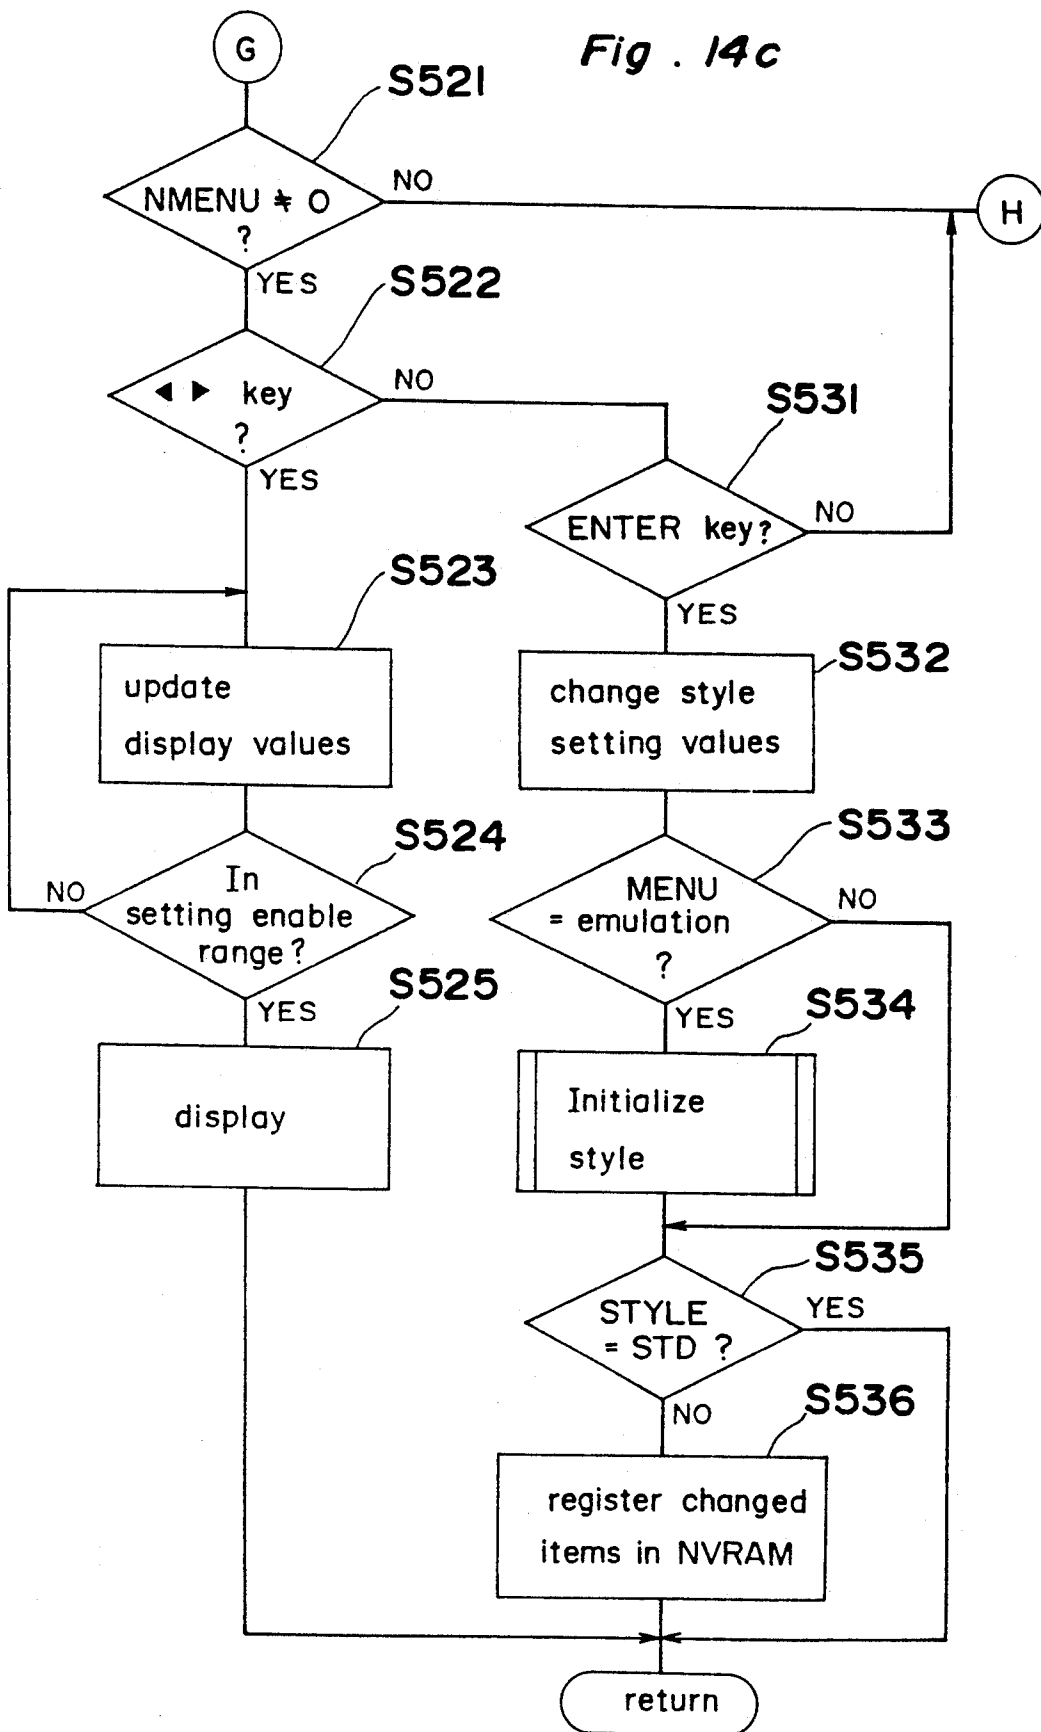 Fig . 14c
G
S521
NMENU ≠ 0
?
NO
H
YES
S522
◀ ▶ key
?
NO
YES
S531
ENTER key?
NO
YES
S523
update
display values
S532
change style
setting values
S524
In
setting enable
range?
NO
YES
S533
MENU
= emulation
?
NO
YES
S525
display
S534
Initialize
style
S535
STYLE
= STD ?
YES
NO
S536
register changed
items in NVRAM
return